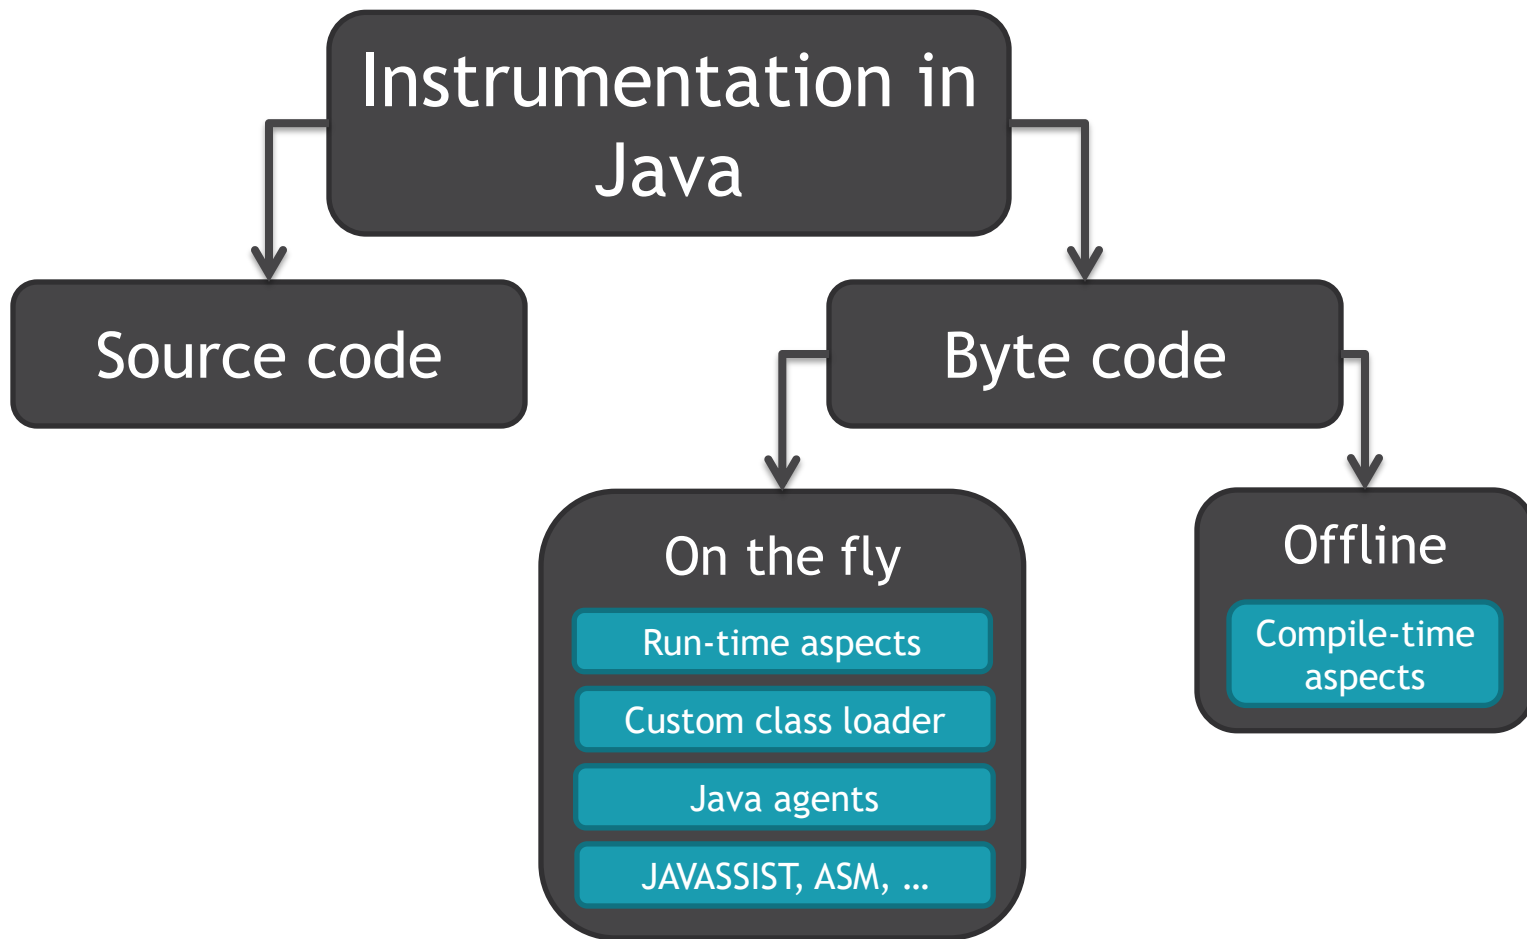 Instrumentation in
Java
Source code
Byte code
On the fly
Run-time aspects
Custom class loader
Java agents
JAVASSIST, ASM, …
Offline
Compile-time
aspects